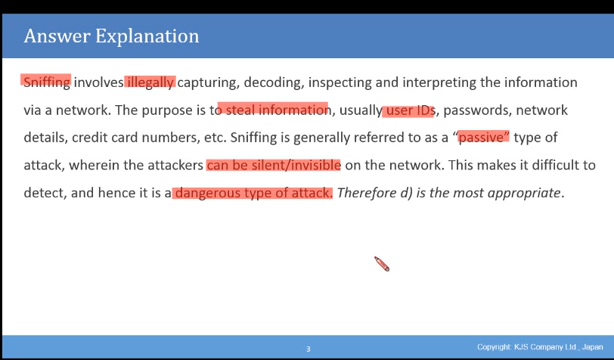 Answer Explanation
Sniffing involves illegally capturing, decoding, inspecting and interpreting the information
via a network. The purpose is to steal information, usually user IDs, passwords, network
details, credit card numbers, etc. Sniffing is generally referred to as a “passive” type of
attack, wherein the attackers can be silent/invisible on the network. This makes it difficult to
detect, and hence it is a dangerous type of attack. Therefore d) is the most appropriate.
3
Copyright: KJS Company Ltd., Japan